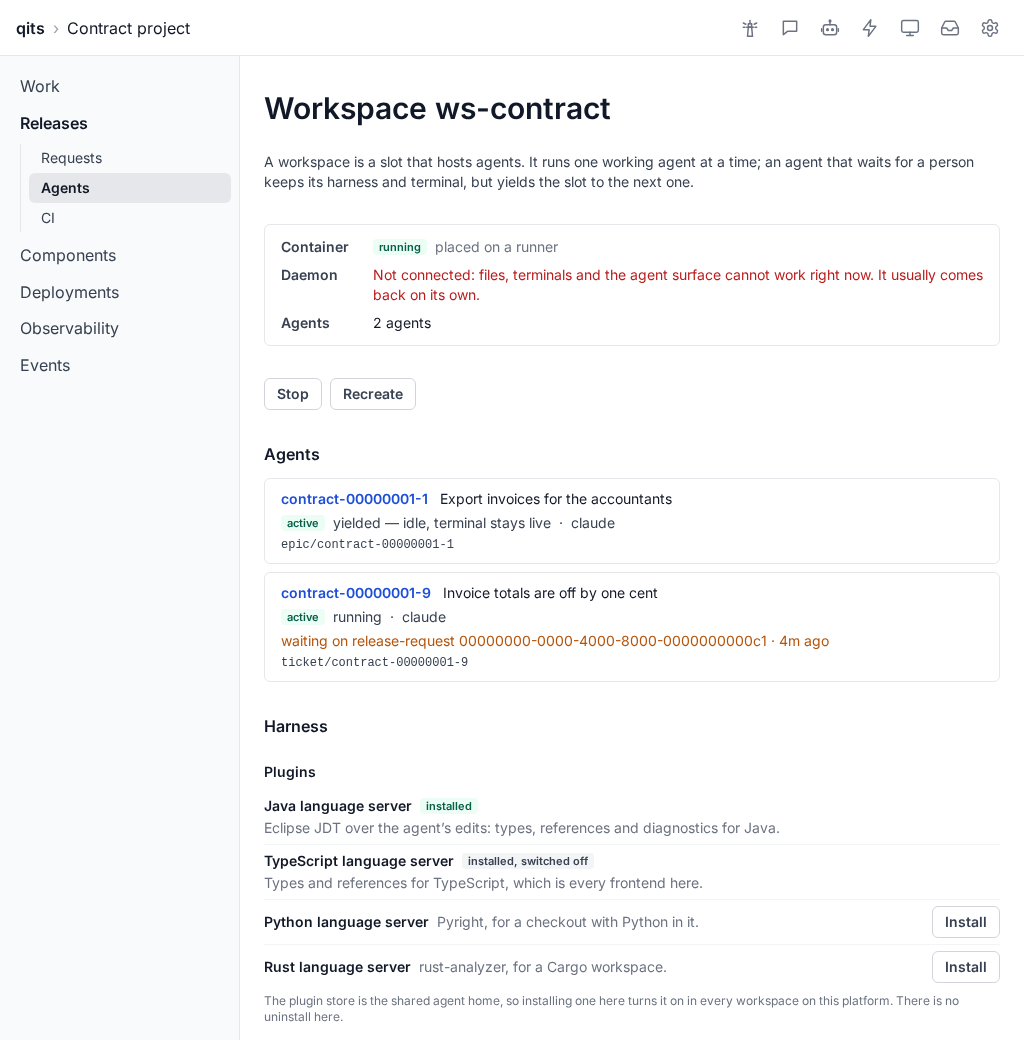 qits › Contract project
Work
Releases
Requests
Agents
CI
Components
Deployments
Observability
Events
Workspace ws-contract
A workspace is a slot that hosts agents. It runs one working agent at a time; an agent that waits for a person
keeps its harness and terminal, but yields the slot to the next one.
Container running placed on a runner
Daemon Not connected: files, terminals and the agent surface cannot work right now. It usually comes
back on its own.
Agents 2 agents
Stop Recreate
Agents
contract-00000001-1 Export invoices for the accountants
active yielded — idle, terminal stays live · claude
epic/contract-00000001-1
contract-00000001-9 Invoice totals are off by one cent
active running · claude
waiting on release-request 00000000-0000-4000-8000-0000000000c1 · 4m ago
ticket/contract-00000001-9
Harness
Plugins
Java language server installed
Eclipse JDT over the agent’s edits: types, references and diagnostics for Java.
TypeScript language server installed, switched off
Types and references for TypeScript, which is every frontend here.
Python language server Pyright, for a checkout with Python in it. Install
Rust language server rust-analyzer, for a Cargo workspace. Install
The plugin store is the shared agent home, so installing one here turns it on in every workspace on this platform. There is no
uninstall here.